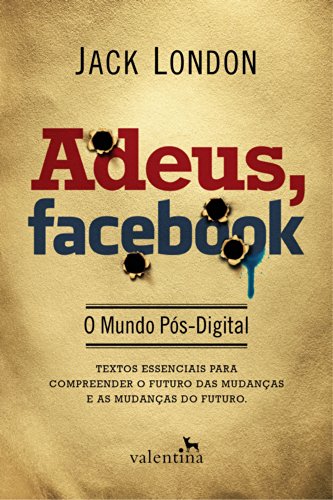 JACK LONDON
Adeus,
facebook
O Mundo Pós-Digital
TEXTOS ESSENCIAIS PARA
COMPREENDER O FUTURO DAS MUDANÇAS
E AS MUDANÇAS DO FUTURO.
valentina